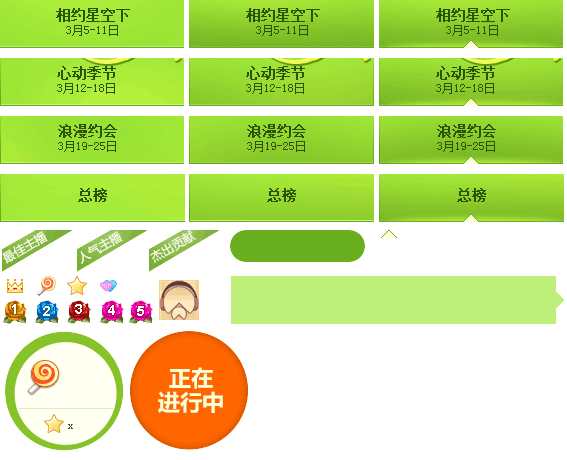 相约星空下 相约星空下 相约星空下
3月5-11日 3月5-11日 3月5-11日
心动季节 心动季节 心动季节
3月12-18日 3月12-18日 3月12-18日
浪漫约会 浪漫约会 浪漫约会
3月19-25日 3月19-25日 3月19-25日
总榜 总榜 总榜
最佳主播 人气主播 杰出贡献
1 2 3 4 5
正在
进行中
x